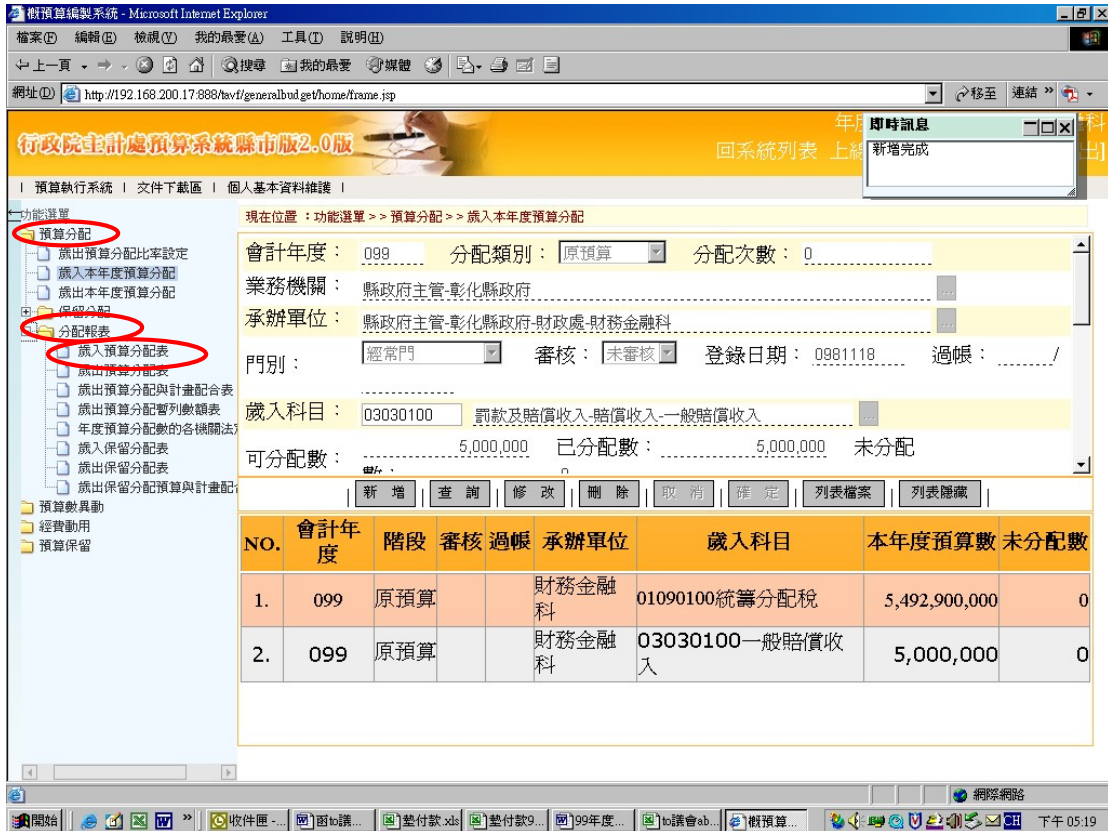 概預算編製系統 - Microsoft Internet Explorer
檔案(F) 編輯(E) 檢視(V) 我的最愛(A) 工具(T) 說明(H)
上一頁 搜尋 我的最愛 媒體
網址(D) http://192.168.200.17:888/tavf/generalbudget/home/frame.jsp 移至 連結 »
行政院主計處預算系統縣市版2.0版
年 科
回系統列表 上線 出]
即時訊息
新增完成
| 預算執行系統 | 交件下載區 | 個人基本資料維護 |
功能選單
預算分配
歲出預算分配比率設定
歲入本年度預算分配
歲出本年度預算分配
保留分配
分配報表
歲入預算分配表
歲出預算分配表
歲出預算分配與計畫配合表
歲出預算分配暫列數額表
年度預算分配數的各機關法
歲入保留分配表
歲出保留分配表
歲出保留分配預算與計畫配
預算數異動
經費動用
預算保留
現在位置 :功能選單>>預算分配>>歲入本年度預算分配
會計年度: 099 分配類別: 原預算 分配次數: 0
業務機關: 縣政府主管-彰化縣政府 ...
承辦單位: 縣政府主管-彰化縣政府-財政處-財務金融科 ...
門別: 經常門 審核: 未審核 登錄日期: 0981118 過帳: /
歲入科目: 03030100 罰款及賠償收入-賠償收入-一般賠償收入 ...
可分配數: 5,000,000 已分配數: 5,000,000 未分配
數: 0
| 新 增 | 查 詢 | 修 改 | 刪 除 | 取 消 | 確 定 | 列表檔案 | 列表隱藏 |
NO. 會計年度 階段 審核 過帳 承辦單位 歲入科目 本年度預算數 未分配數
1. 099 原預算 財務金融科 01090100統籌分配稅 5,492,900,000 0
2. 099 原預算 財務金融科 03030100一般賠償收入 5,000,000 0
網際網路
開始 » 收件匣 -... 函to議... 墊付款.xls 墊付款9... 99年度... to議會ab... 概預算... CH 下午 05:19